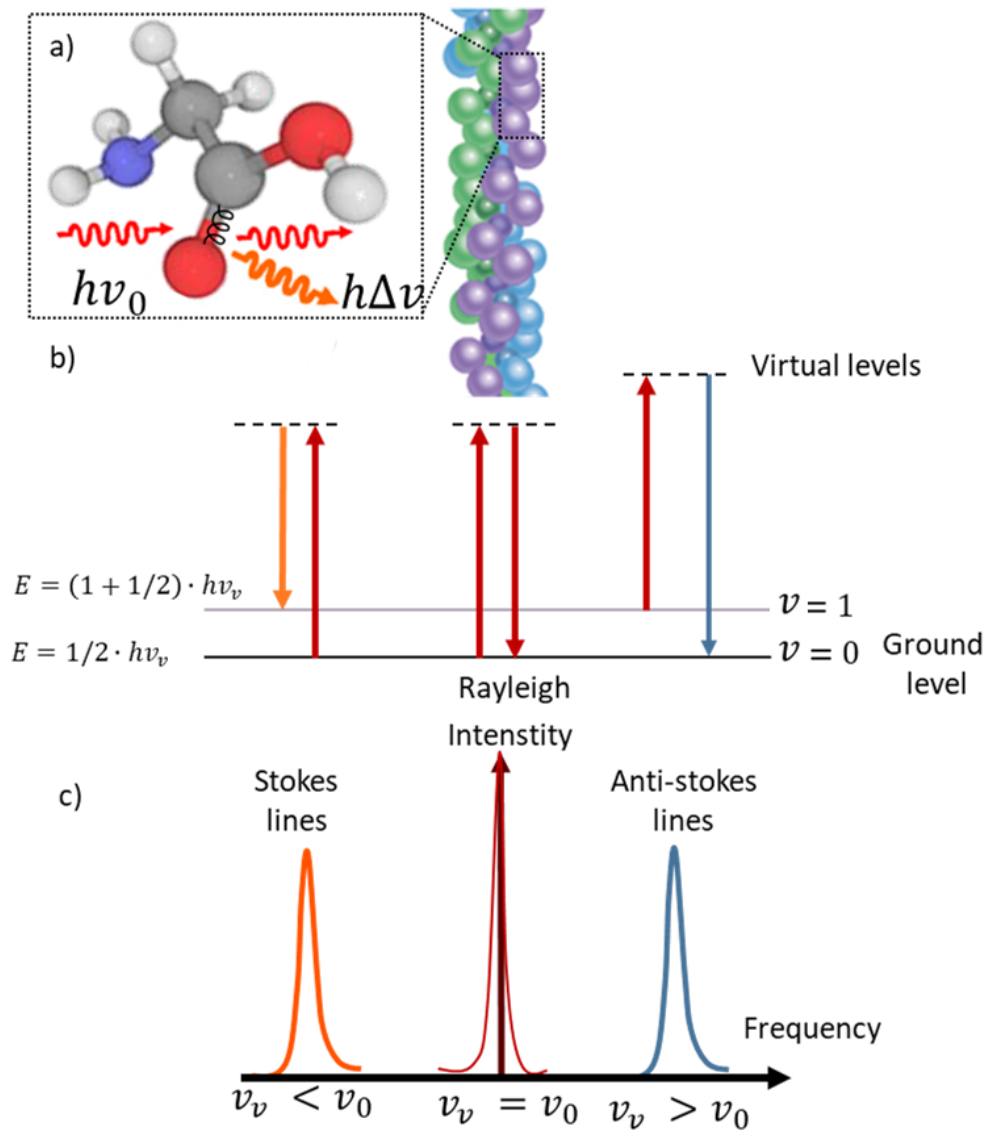 a)
hν₀
hΔν
b)
Virtual levels
E = (1 + 1/2) · hνᵥ
v = 1
E = 1/2 · hνᵥ
v = 0
Ground
level
Rayleigh
Intenstity
c)
Stokes
lines
Anti-stokes
lines
Frequency
νᵥ < ν₀
νᵥ = ν₀
νᵥ > ν₀